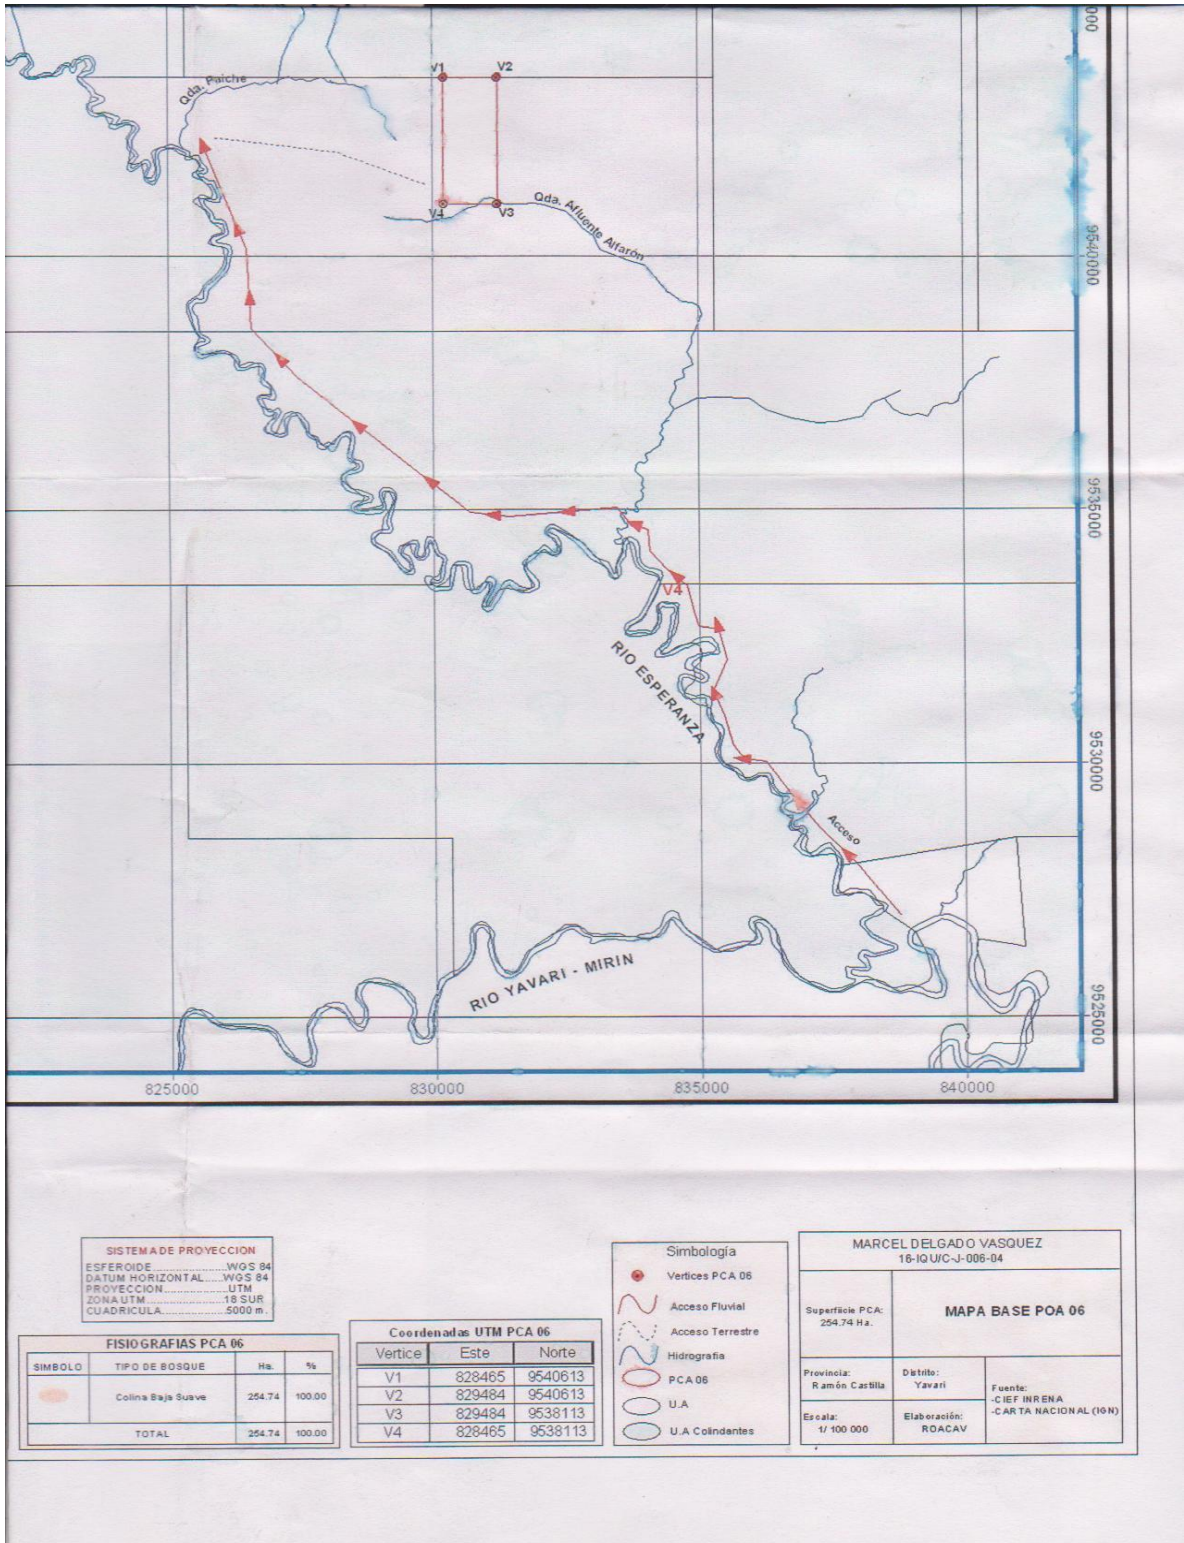 000
V1
V2
Qda. Paiche
V4
V3
Qda. Afluente Alfarón
9540000
9535000
V4
RIO ESPERANZA
9530000
Acceso
RIO YAVARI - MIRIN
9525000
825000
830000
835000
840000
SISTEMA DE PROYECCION
ESFEROIDE..................WGS 84
DATUM HORIZONTAL......WGS 84
PROYECCION................UTM
ZONA UTM.....................18 SUR
CUADRICULA.................5000 m.
FISIOGRAFIAS PCA 06
SIMBOLO TIPO DE BOSQUE Ha. %
Colina Baja Suave 254.74 100.00
TOTAL 254.74 100.00
Coordenadas UTM PCA 06
Vertice Este Norte
V1 828465 9540613
V2 829484 9540613
V3 829484 9538113
V4 828465 9538113
Simbología
Vertices PCA 06
Acceso Fluvial
Acceso Terrestre
Hidrografia
PCA 06
U.A
U.A Colindantes
MARCEL DELGADO VASQUEZ
16-IQU/C-J-006-04
Superfiicie PCA:
254.74 Ha.
MAPA BASE POA 06
Provincia:
Ramón Castilla
Distrito:
Yavari
Fuente:
-CIEF INRENA
-CARTA NACIONAL (IGN)
Escala:
1/ 100 000
Elaboración:
ROACAV